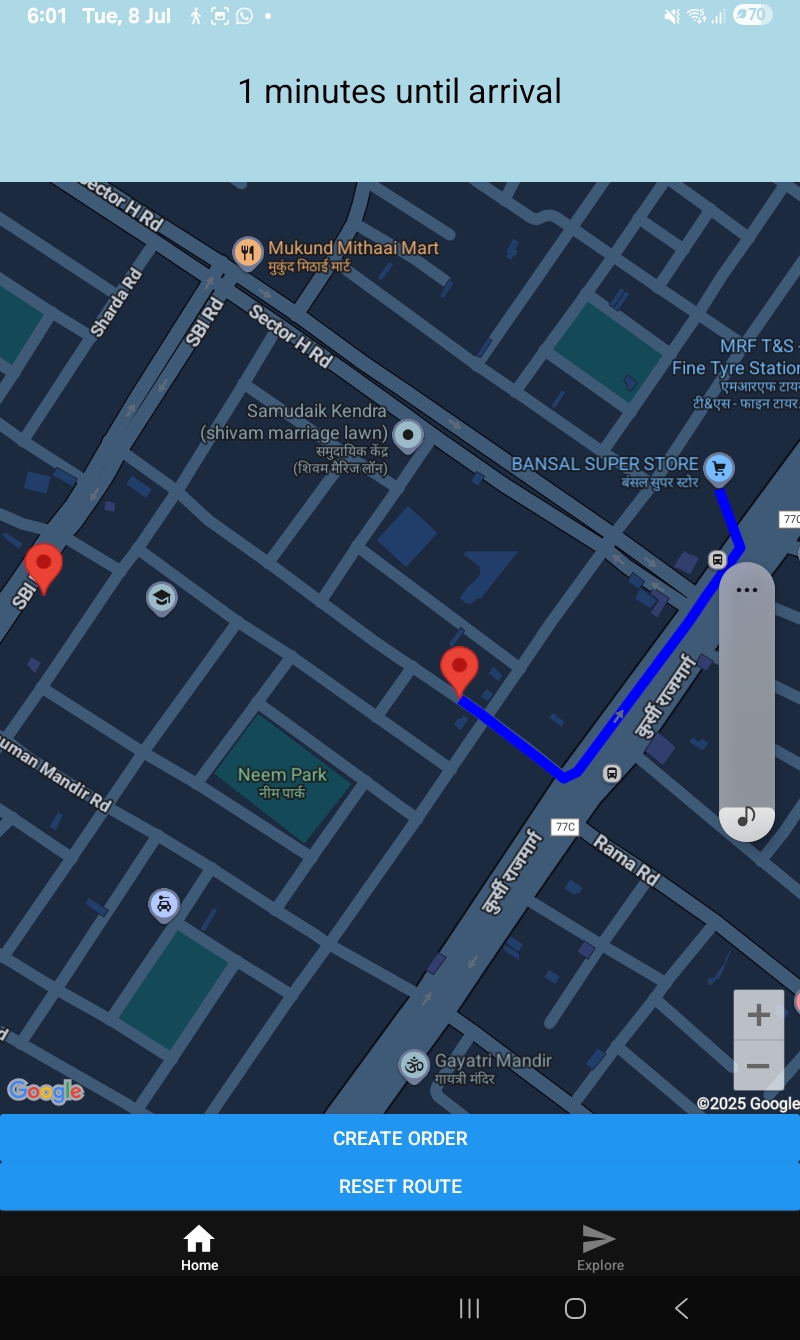 6:01 Tue, 8 Jul
70
1 minutes until arrival
Sector H Rd
Mukund Mithaai Mart
मुकुंद मिठाई मार्ट
Sharda Rd
SBI Rd
Sector H Rd
MRF T&S -
Fine Tyre Station
एमआरएफ टायर
टी&एस - फाइन टायर
Samudaik Kendra
(shivam marriage lawn)
समुदायिक केंद्र
(शिवम मैरिज लॉन)
BANSAL SUPER STORE
बंसल सुपर स्टोर
77C
SBI
कुर्सी राजमार्ग
Neem Park
नीम पार्क
uman Mandir Rd
77C
कुर्सी राजमार्ग
Rama Rd
d
Gayatri Mandir
गायत्री मंदिर
Google
©2025 Google
CREATE ORDER
RESET ROUTE
Home
Explore